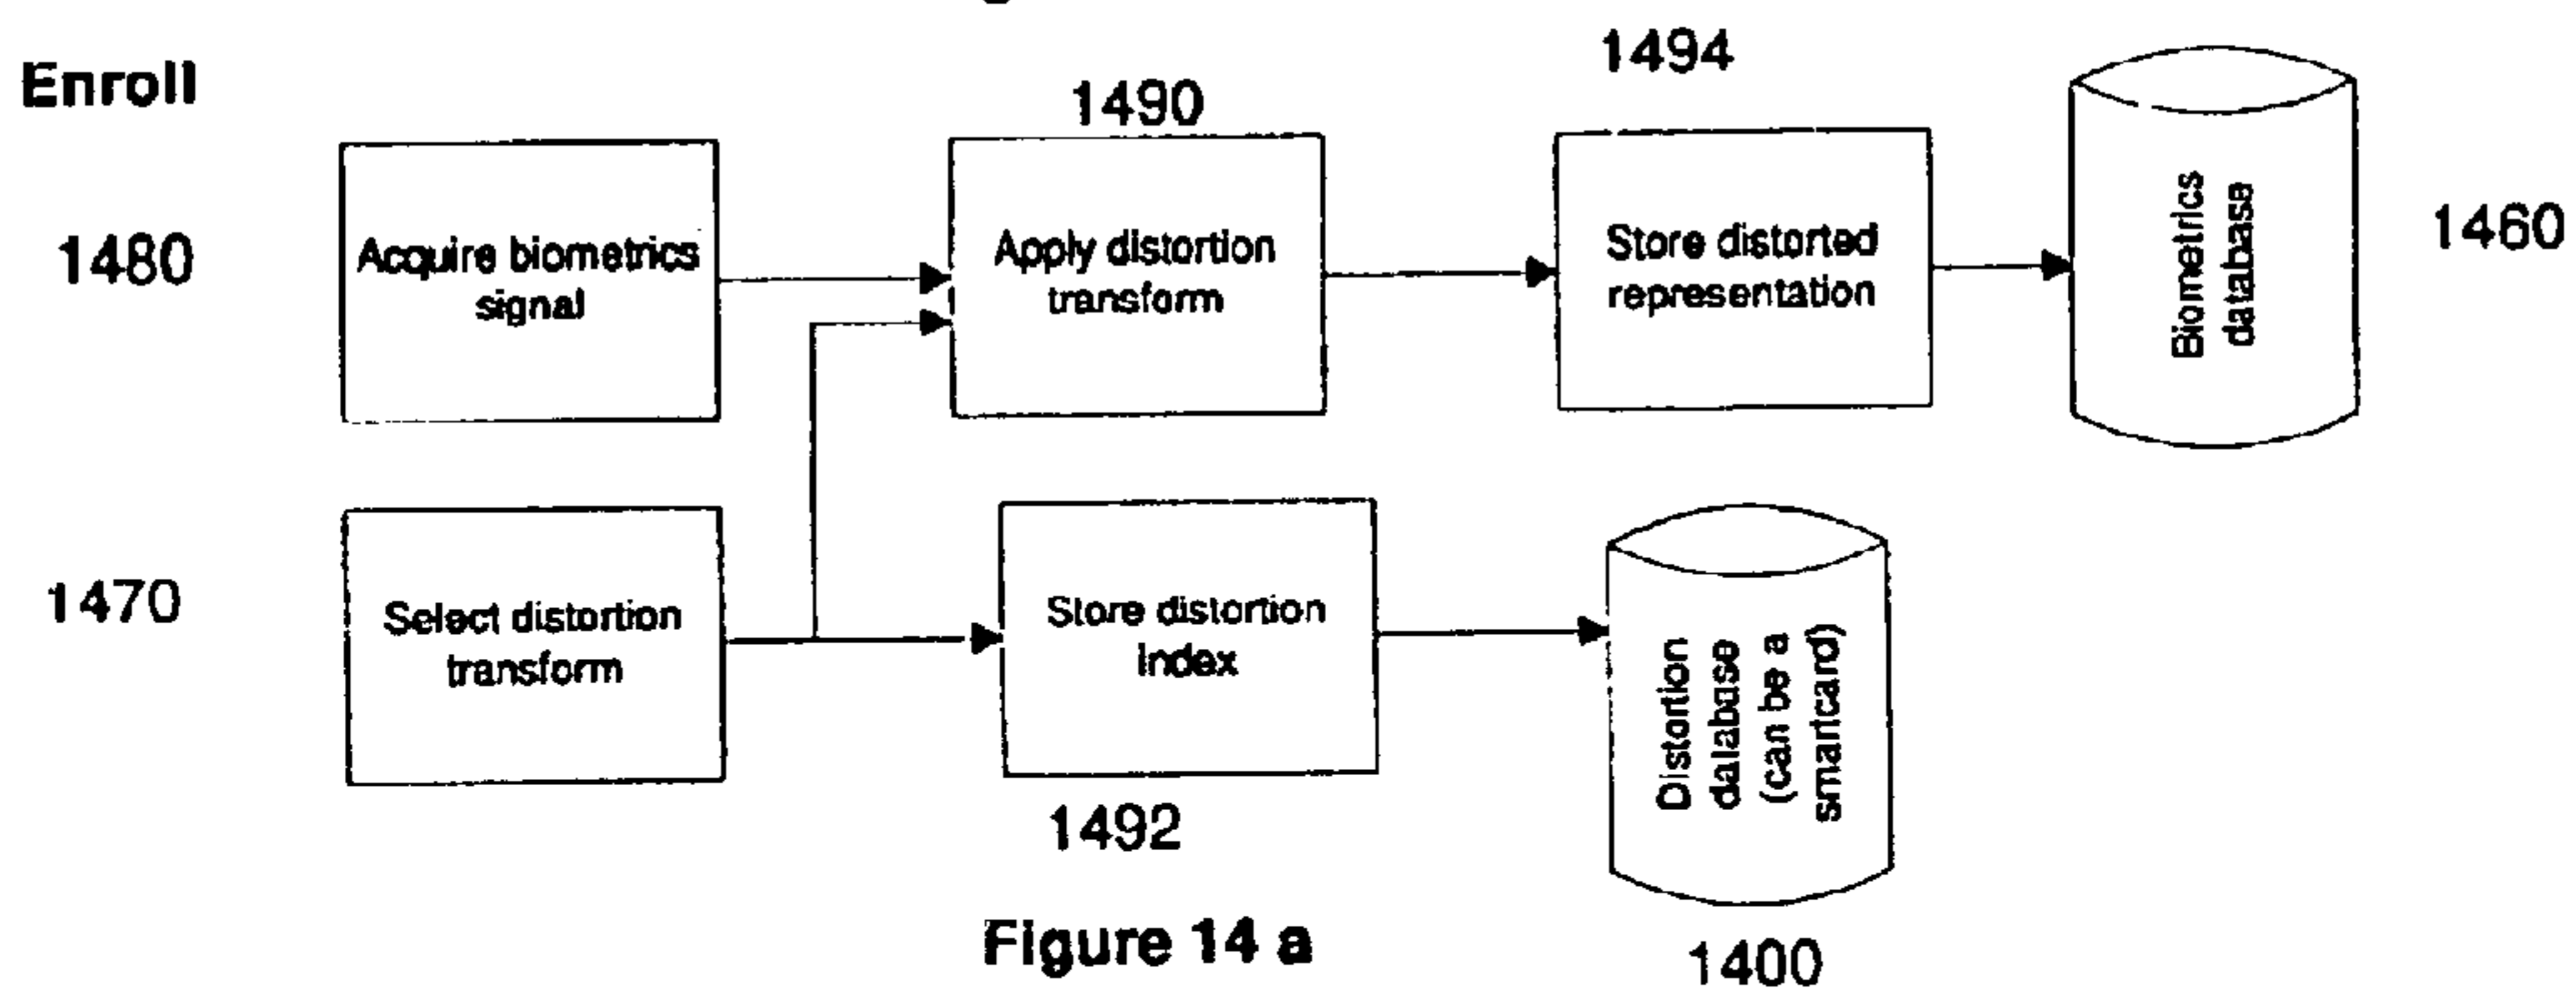 Enroll
1480
Acquire biometrics
signal
1490
Apply distortion
transform
1494
Store distorted
representation
Biometrics
database
1460
1470
Select distortion
transform
Store distortion
Index
1492
Distortion
database
(can be a
smartcard)
1400
Figure 14 a